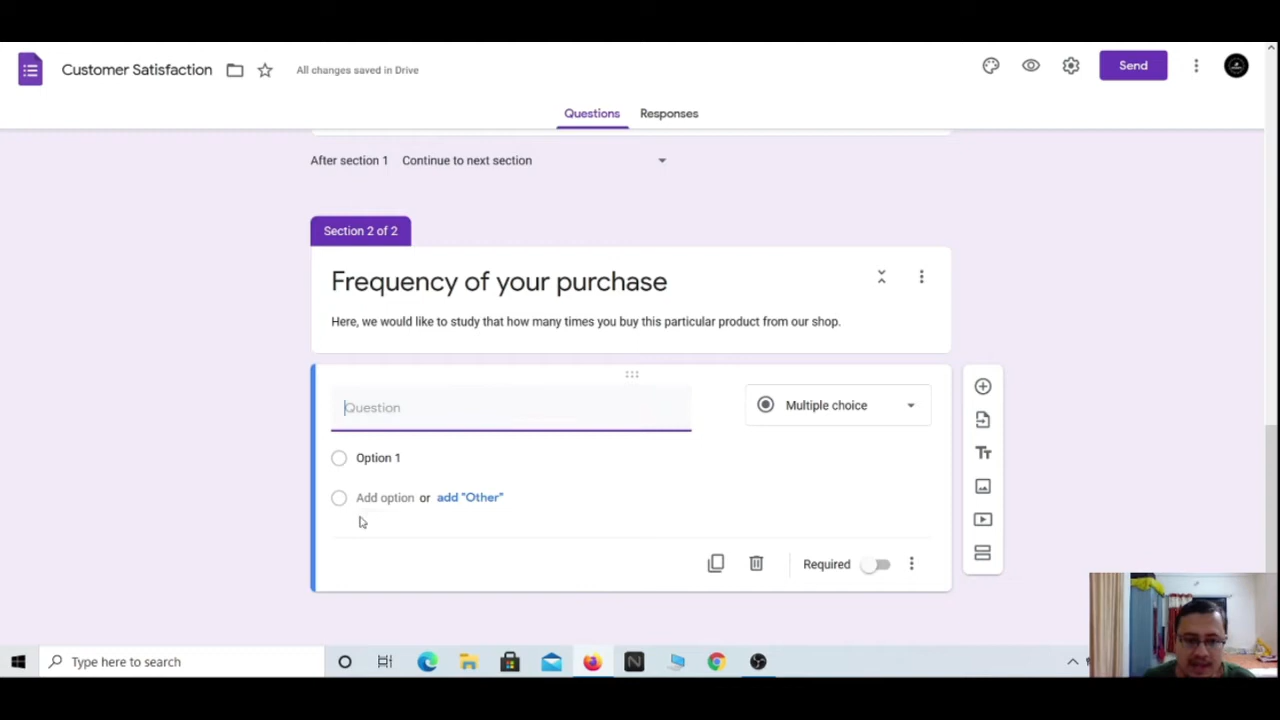 Customer Satisfaction
All changes saved in Drive
Send
Questions
Responses
After section 1
Continue to next section
Section 2 of 2
Frequency of your purchase
Here, we would like to study that how many times you buy this particular product from our shop.
Question
Multiple choice
Option 1
Add option or add "Other"
Required
Type here to search